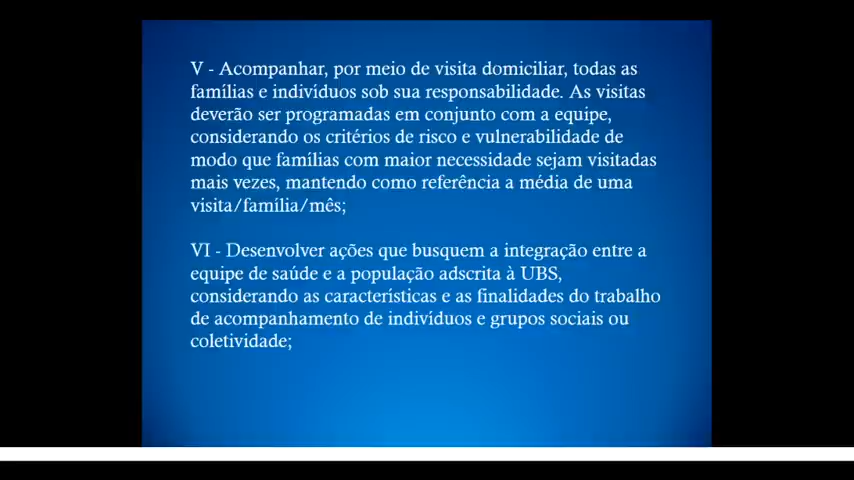 V - Acompanhar, por meio de visita domiciliar, todas as
famílias e indivíduos sob sua responsabilidade. As visitas
deverão ser programadas em conjunto com a equipe,
considerando os critérios de risco e vulnerabilidade de
modo que famílias com maior necessidade sejam visitadas
mais vezes, mantendo como referência a média de uma
visita/família/mês;
VI - Desenvolver ações que busquem a integração entre a
equipe de saúde e a população adscrita à UBS,
considerando as características e as finalidades do trabalho
de acompanhamento de indivíduos e grupos sociais ou
coletividade;